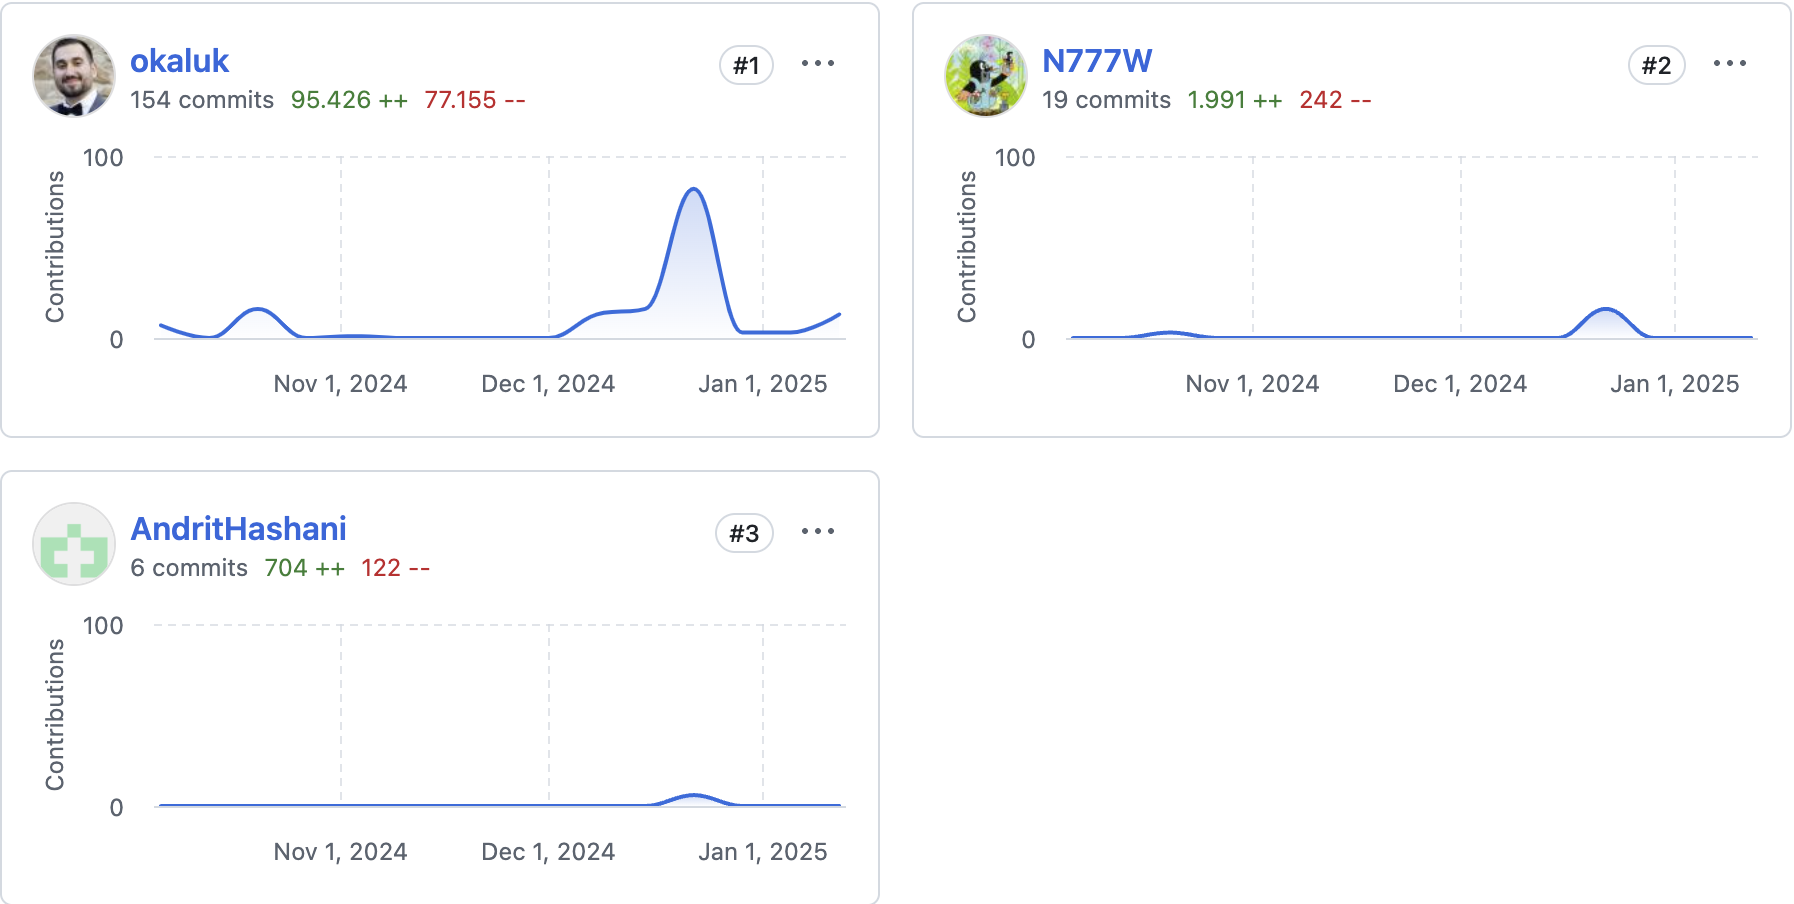 okaluk
#1
154 commits 95.426 ++ 77.155 --
100
Contributions
0
Nov 1, 2024 Dec 1, 2024 Jan 1, 2025
N777W
#2
19 commits 1.991 ++ 242 --
100
Contributions
0
Nov 1, 2024 Dec 1, 2024 Jan 1, 2025
AndritHashani
#3
6 commits 704 ++ 122 --
100
Contributions
0
Nov 1, 2024 Dec 1, 2024 Jan 1, 2025